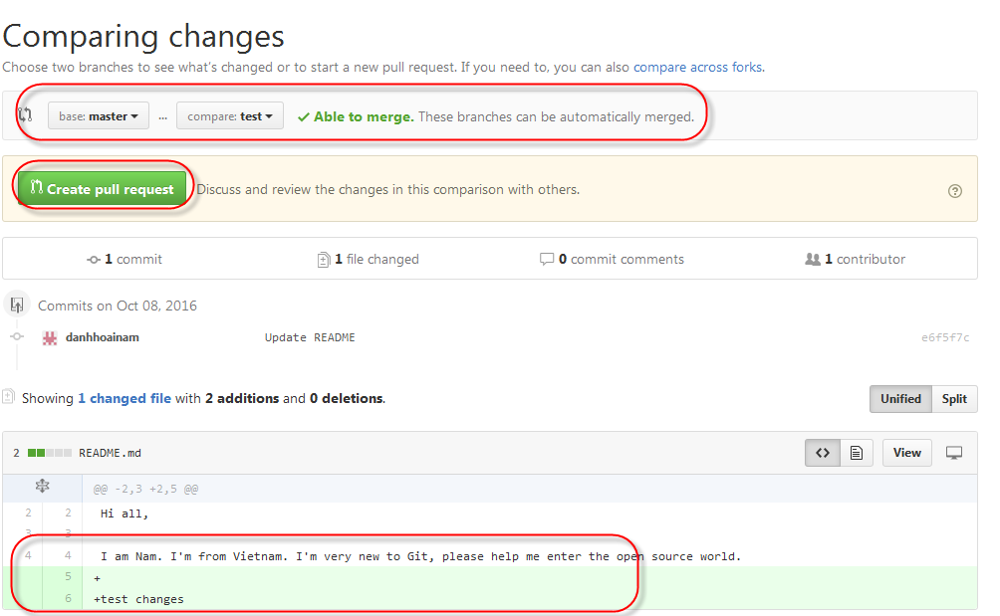 Comparing changes
Choose two branches to see what's changed or to start a new pull request. If you need to, you can also compare across forks.
base: master ... compare: test ✓ Able to merge. These branches can be automatically merged.
Create pull request Discuss and review the changes in this comparison with others. ?
1 commit 1 file changed 0 commit comments 1 contributor
Commits on Oct 08, 2016
danhhoainam Update README e6f5f7c
Showing 1 changed file with 2 additions and 0 deletions. Unified Split
2 README.md <> View
@@ -2,3 +2,5 @@
2 2 Hi all,
3 3
4 4 I am Nam. I'm from Vietnam. I'm very new to Git, please help me enter the open source world.
5 +
6 +test changes